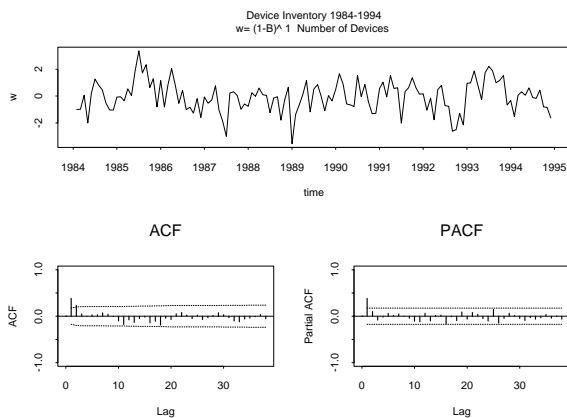 Device Inventory 1984-1994
w= (1-B)^ 1 Number of Devices
w
2
0
-2
1984 1985 1986 1987 1988 1989 1990 1991 1992 1993 1994 1995
time
ACF
ACF
1.0
0.0
-1.0
0 10 20 30
Lag
PACF
Partial ACF
1.0
0.0
-1.0
0 10 20 30
Lag